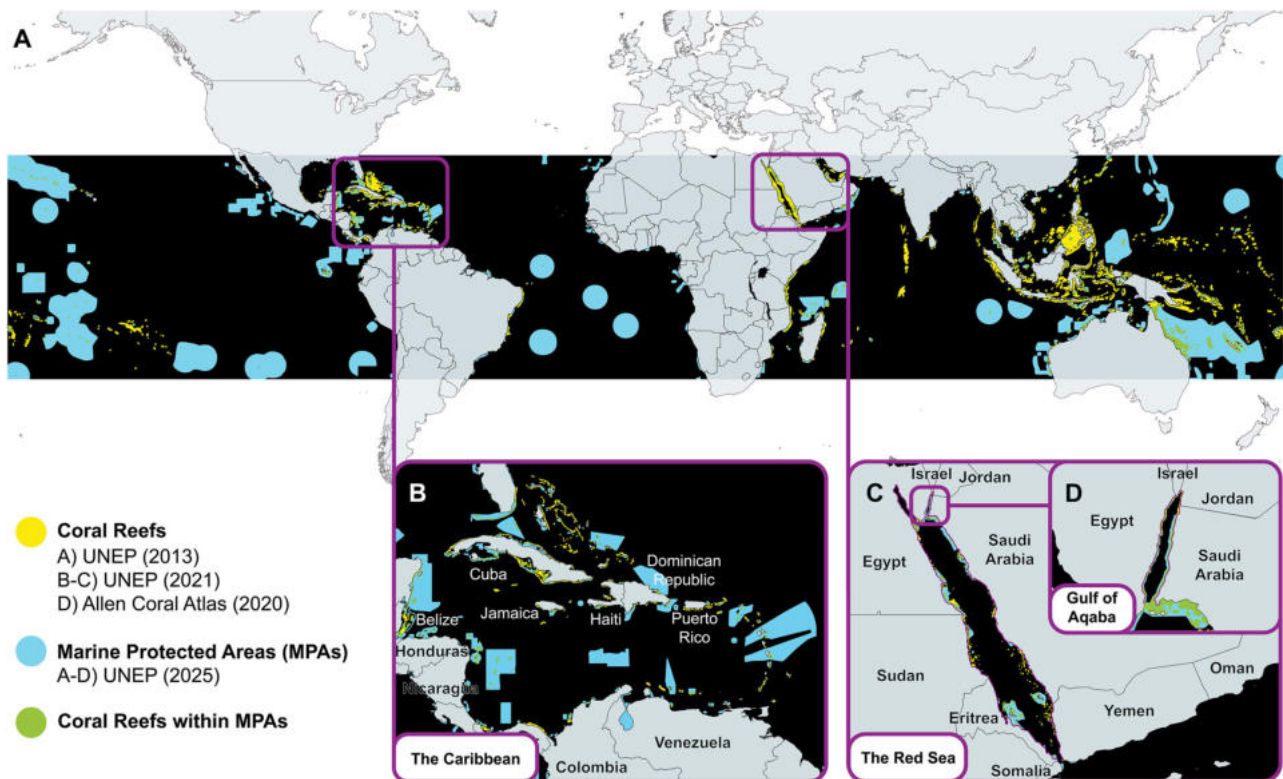 A
Coral Reefs
A) UNEP (2013)
B-C) UNEP (2021)
D) Allen Coral Atlas (2020)
Marine Protected Areas (MPAs)
A-D) UNEP (2025)
Coral Reefs within MPAs
B
Cuba
Dominican
Republic
Jamaica
Haiti
Puerto
Rico
Belize
Honduras
Nicaragua
Venezuela
Colombia
The Caribbean
C
Israel
Jordan
Egypt
Saudi
Arabia
Sudan
Eritrea
Yemen
Oman
Somalia
The Red Sea
D
Israel
Jordan
Egypt
Saudi
Arabia
Gulf of
Aqaba